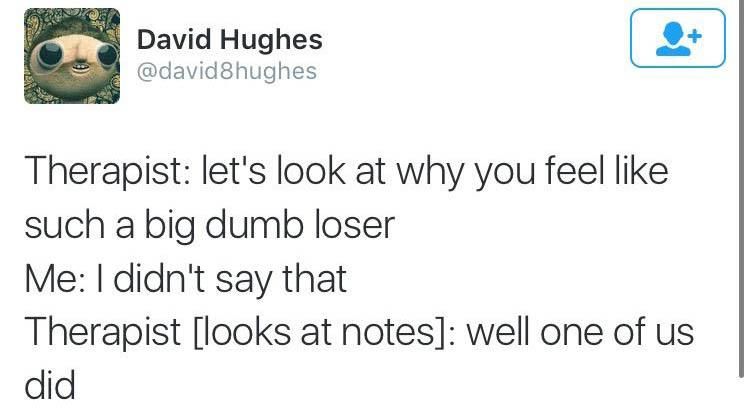 David Hughes
@david8hughes
Therapist: let's look at why you feel like
such a big dumb loser
Me: I didn't say that
Therapist [looks at notes]: well one of us
did